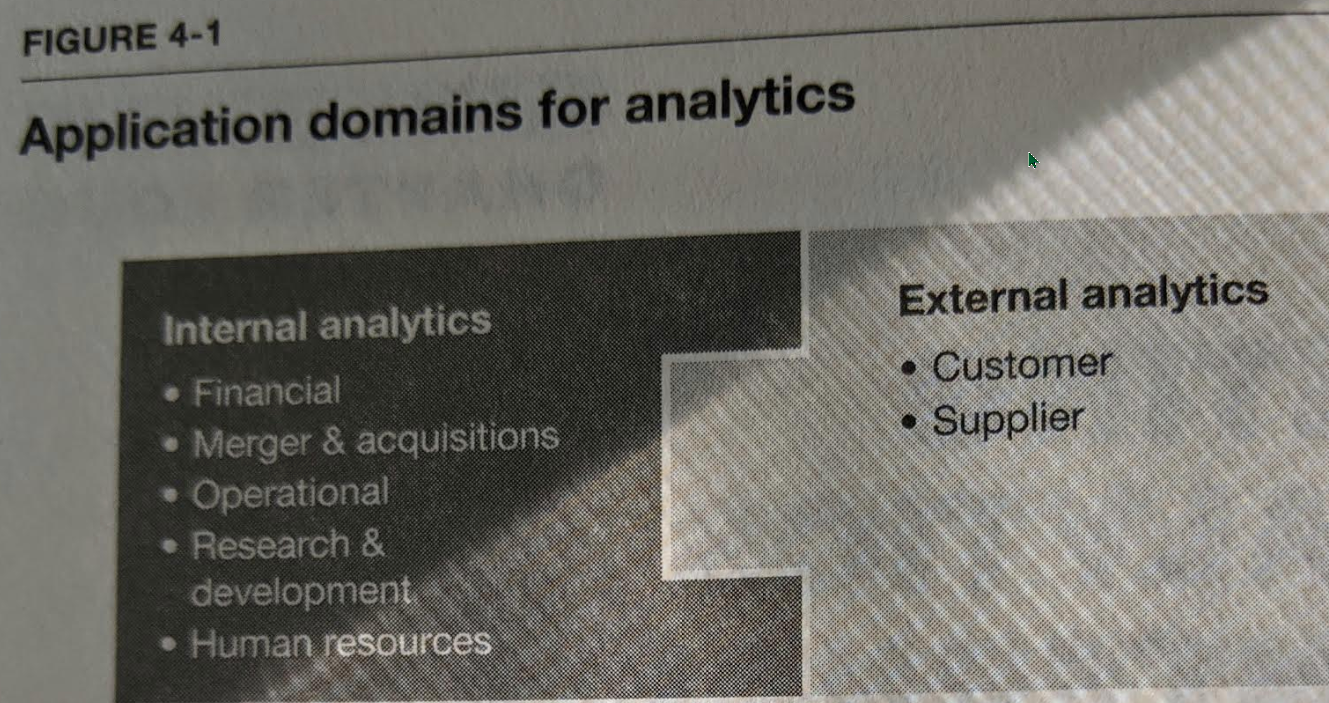 FIGURE 4-1
Application domains for analytics
Internal analytics
• Financial
• Merger & acquisitions
• Operational
• Research &
development
• Human resources
External analytics
• Customer
• Supplier